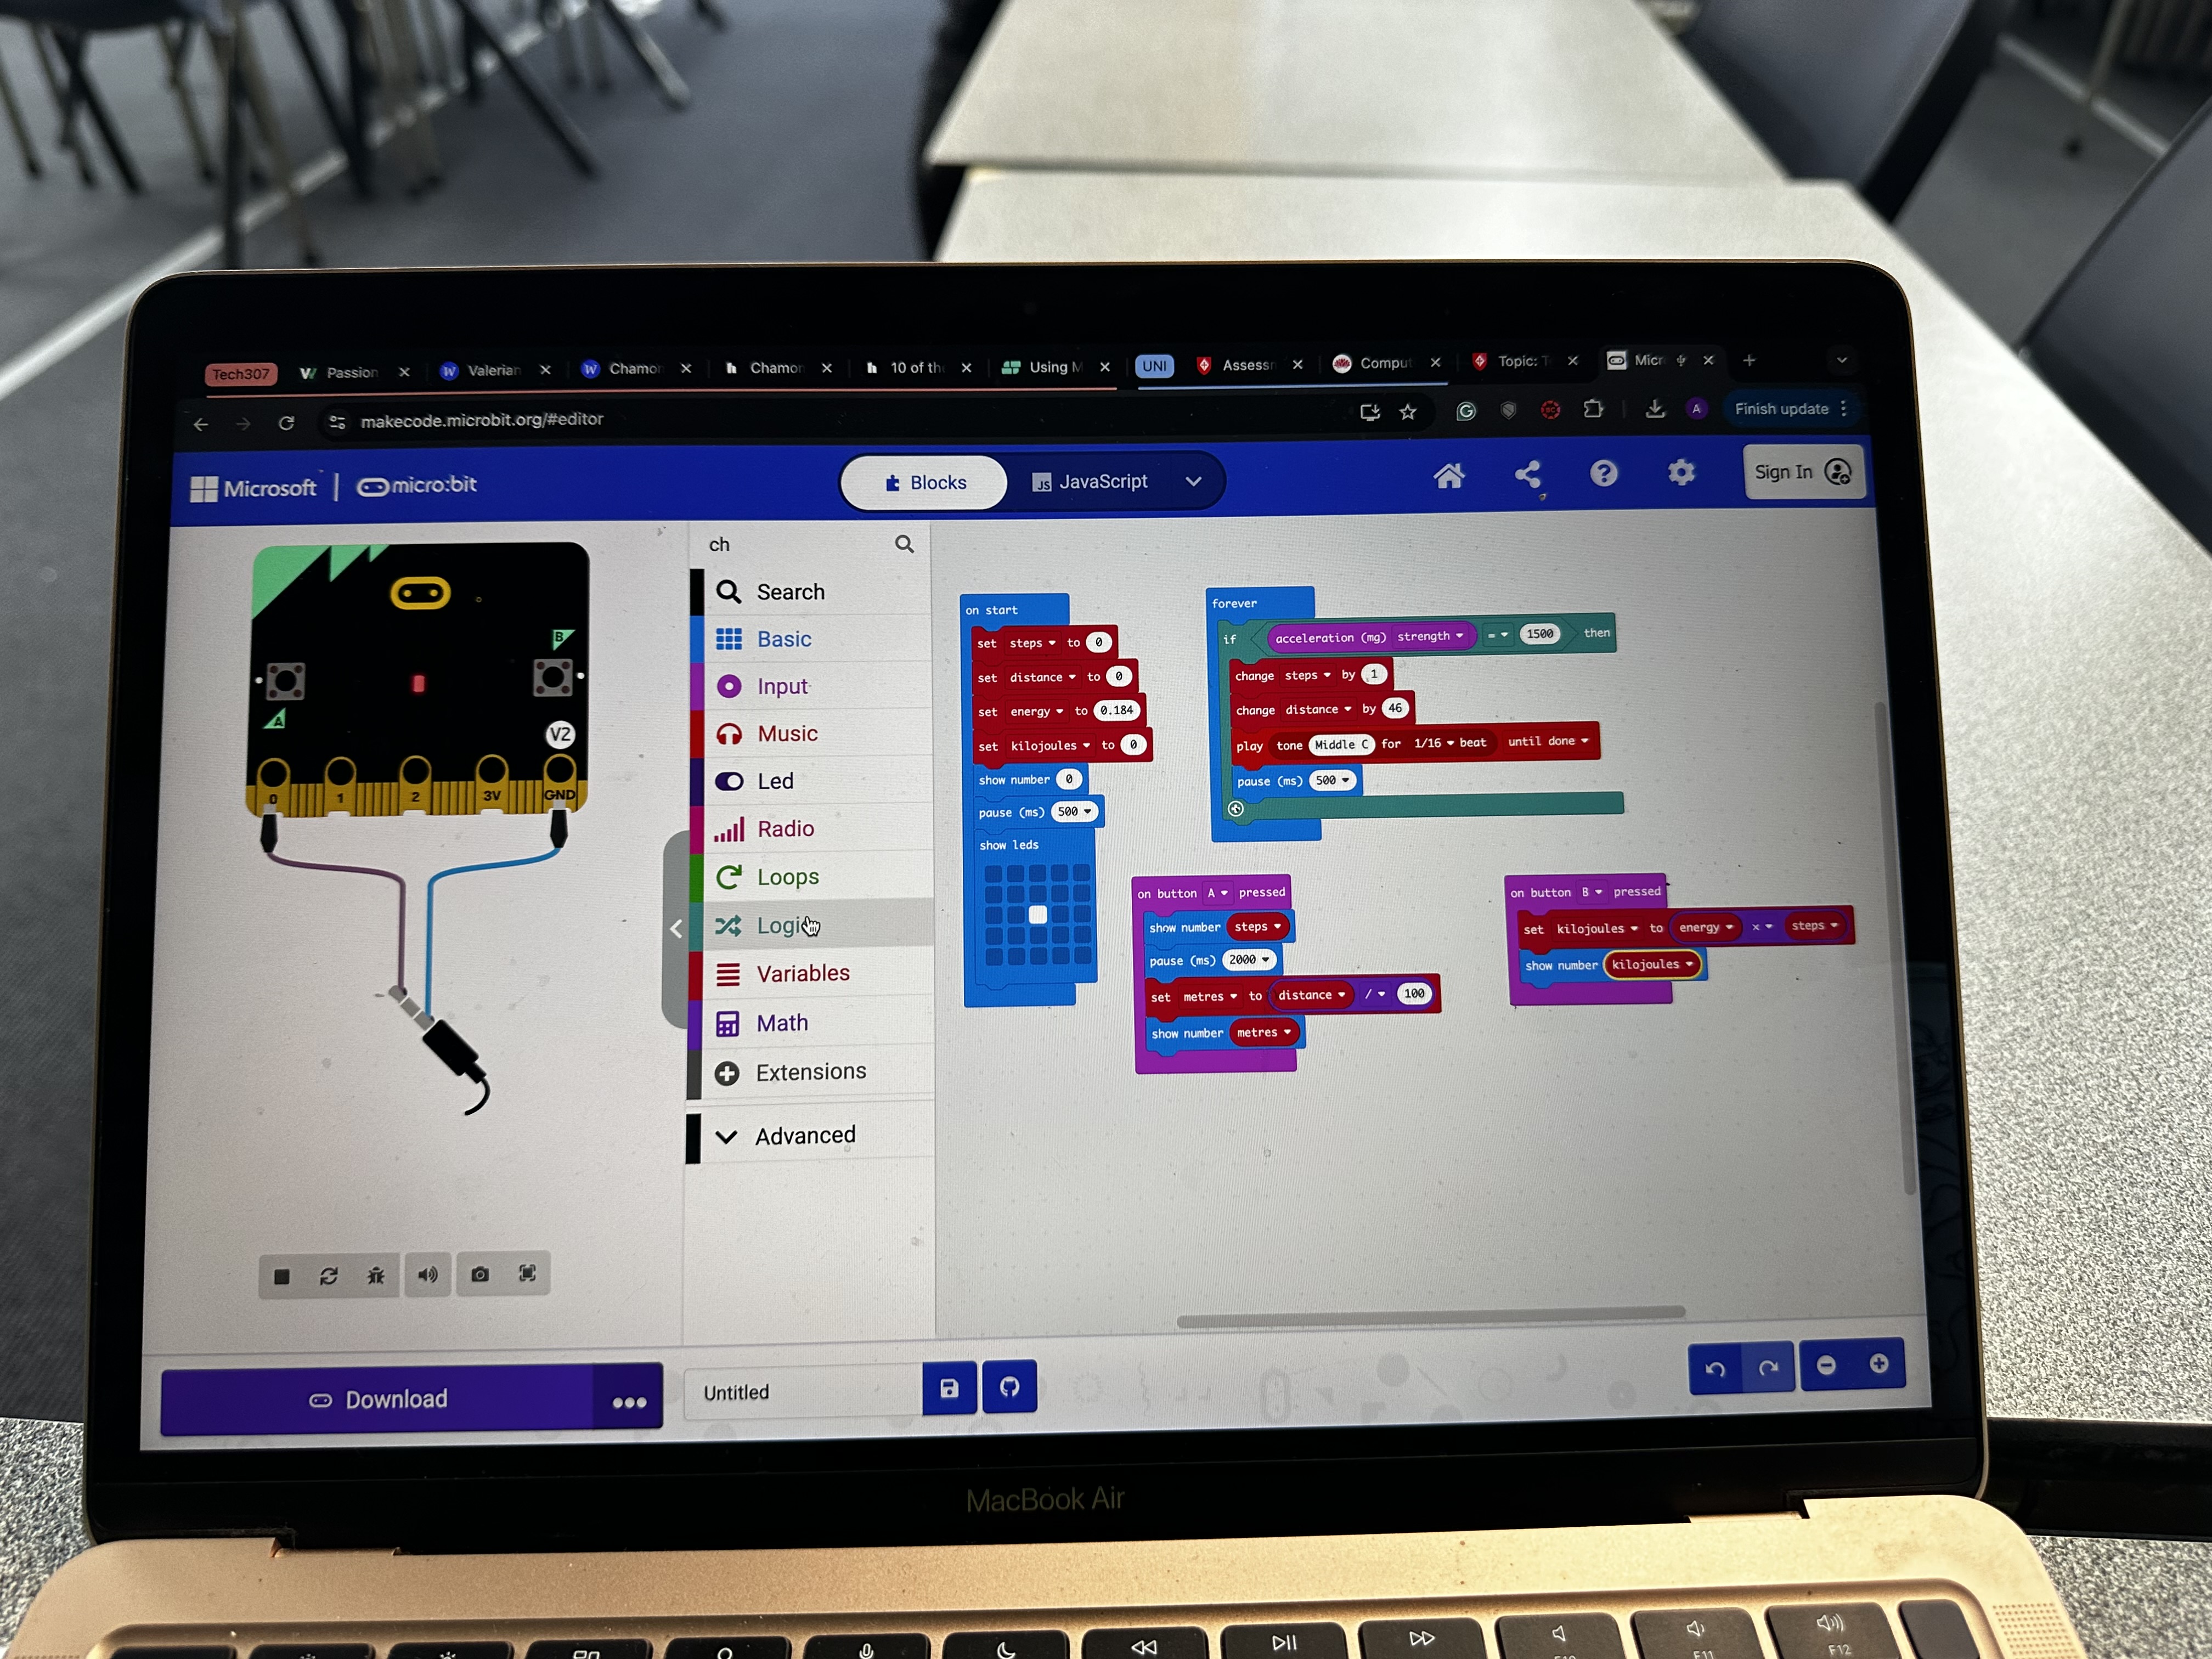 Tech307
Passion
Valerian
Chamon
Chamon
10 of th
Using M
UNI
Assessn
Comput
Topic: T
Micr
makecode.microbit.org/#editor
Finish update
Microsoft
micro:bit
Blocks
JS JavaScript
Sign In
A
B
V2
0 1 2 3V GND
ch
Search
Basic
Input
Music
Led
Radio
Loops
Logi
Variables
Math
Extensions
Advanced
on start
set steps to 0
set distance to 0
set energy to 0.184
set kilojoules to 0
show number 0
pause (ms) 500
show leds
forever
if acceleration (mg) strength = 1500 then
change steps by 1
change distance by 46
play tone Middle C for 1/16 beat until done
pause (ms) 500
on button A pressed
show number steps
pause (ms) 2000
set metres to distance / 100
show number metres
on button B pressed
set kilojoules to energy × steps
show number kilojoules
Download
Untitled
MacBook Air
F11
F12